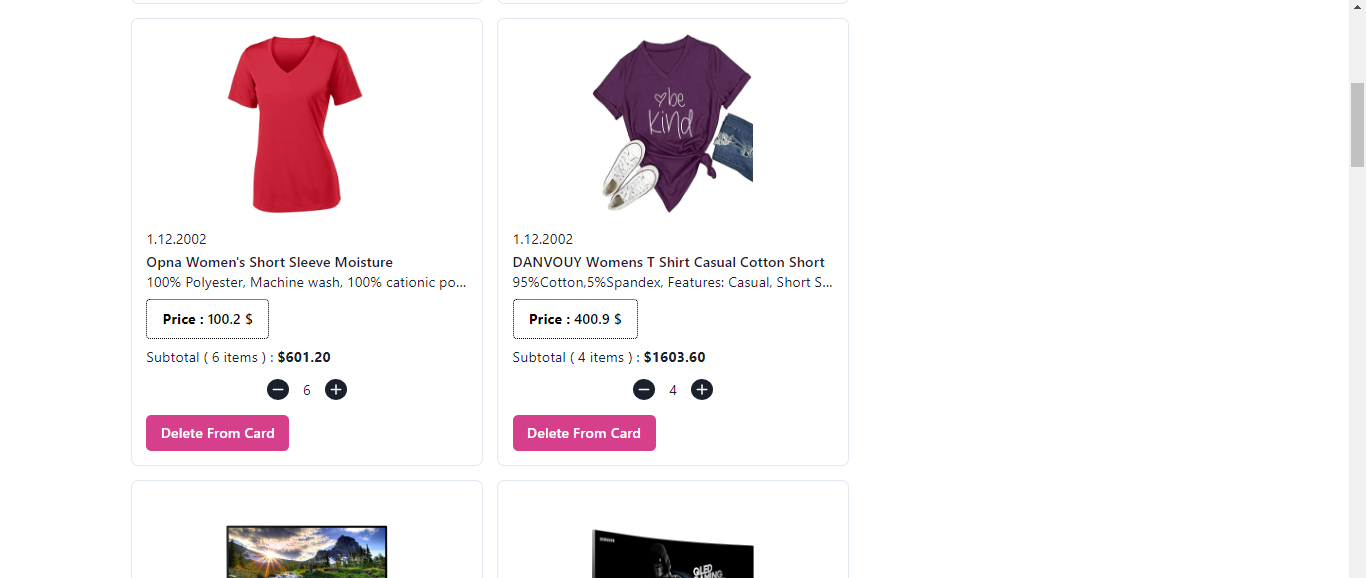 be
kind
1.12.2002
Opna Women's Short Sleeve Moisture
100% Polyester, Machine wash, 100% cationic po...
Price : 100.2 $
Subtotal ( 6 items ) : $601.20
6
Delete From Card
1.12.2002
DANVOUY Womens T Shirt Casual Cotton Short
95%Cotton,5%Spandex, Features: Casual, Short S...
Price : 400.9 $
Subtotal ( 4 items ) : $1603.60
4
Delete From Card
SAMSUNG
QLED
GAMING